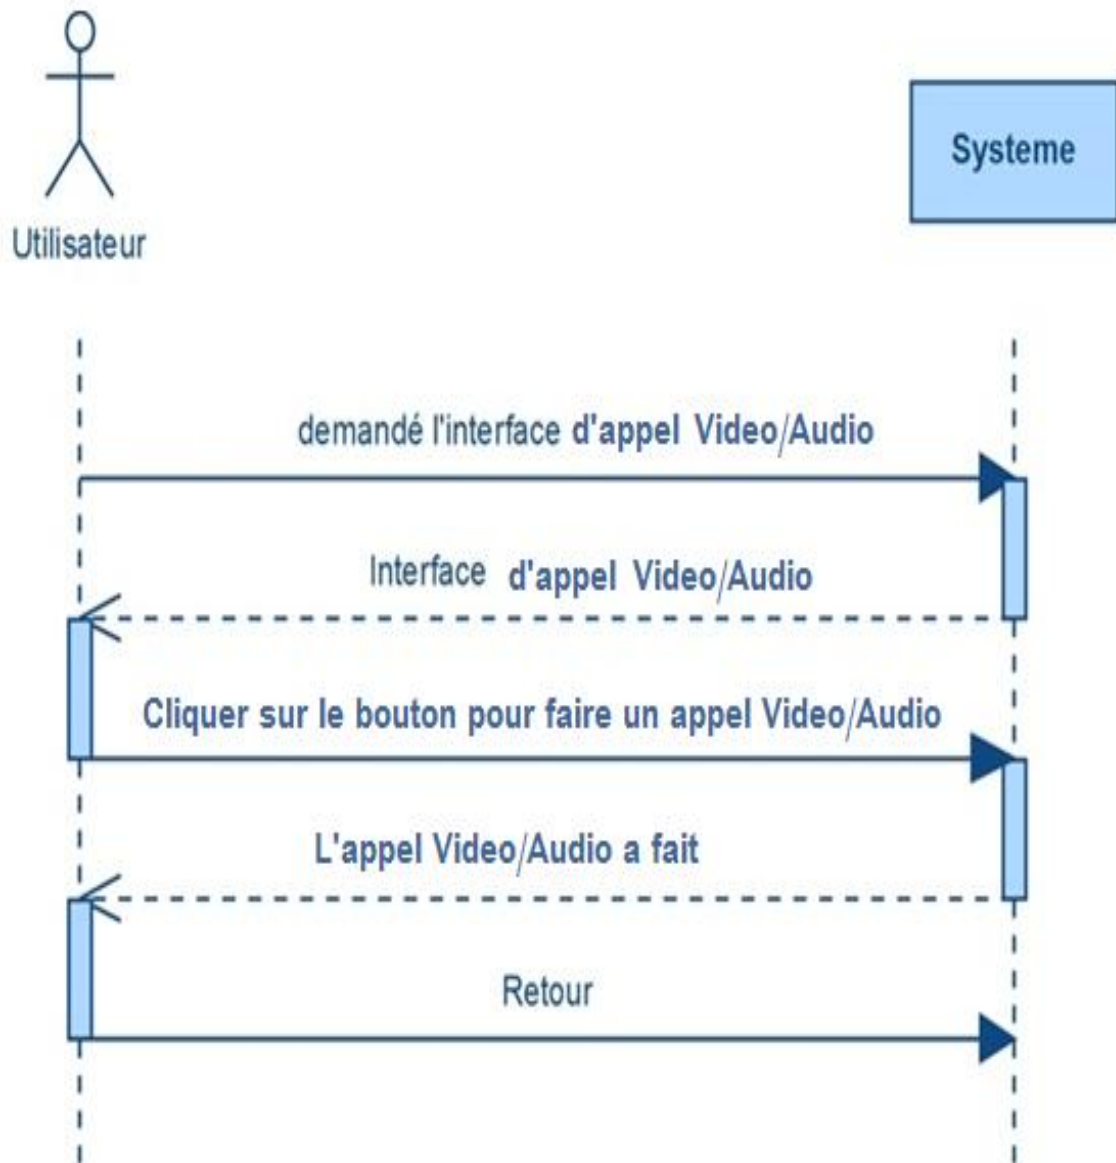 Systeme
Utilisateur
demandé l'interface d'appel Video/Audio
Interface d'appel Video/Audio
Cliquer sur le bouton pour faire un appel Video/Audio
L'appel Video/Audio a fait
Retour